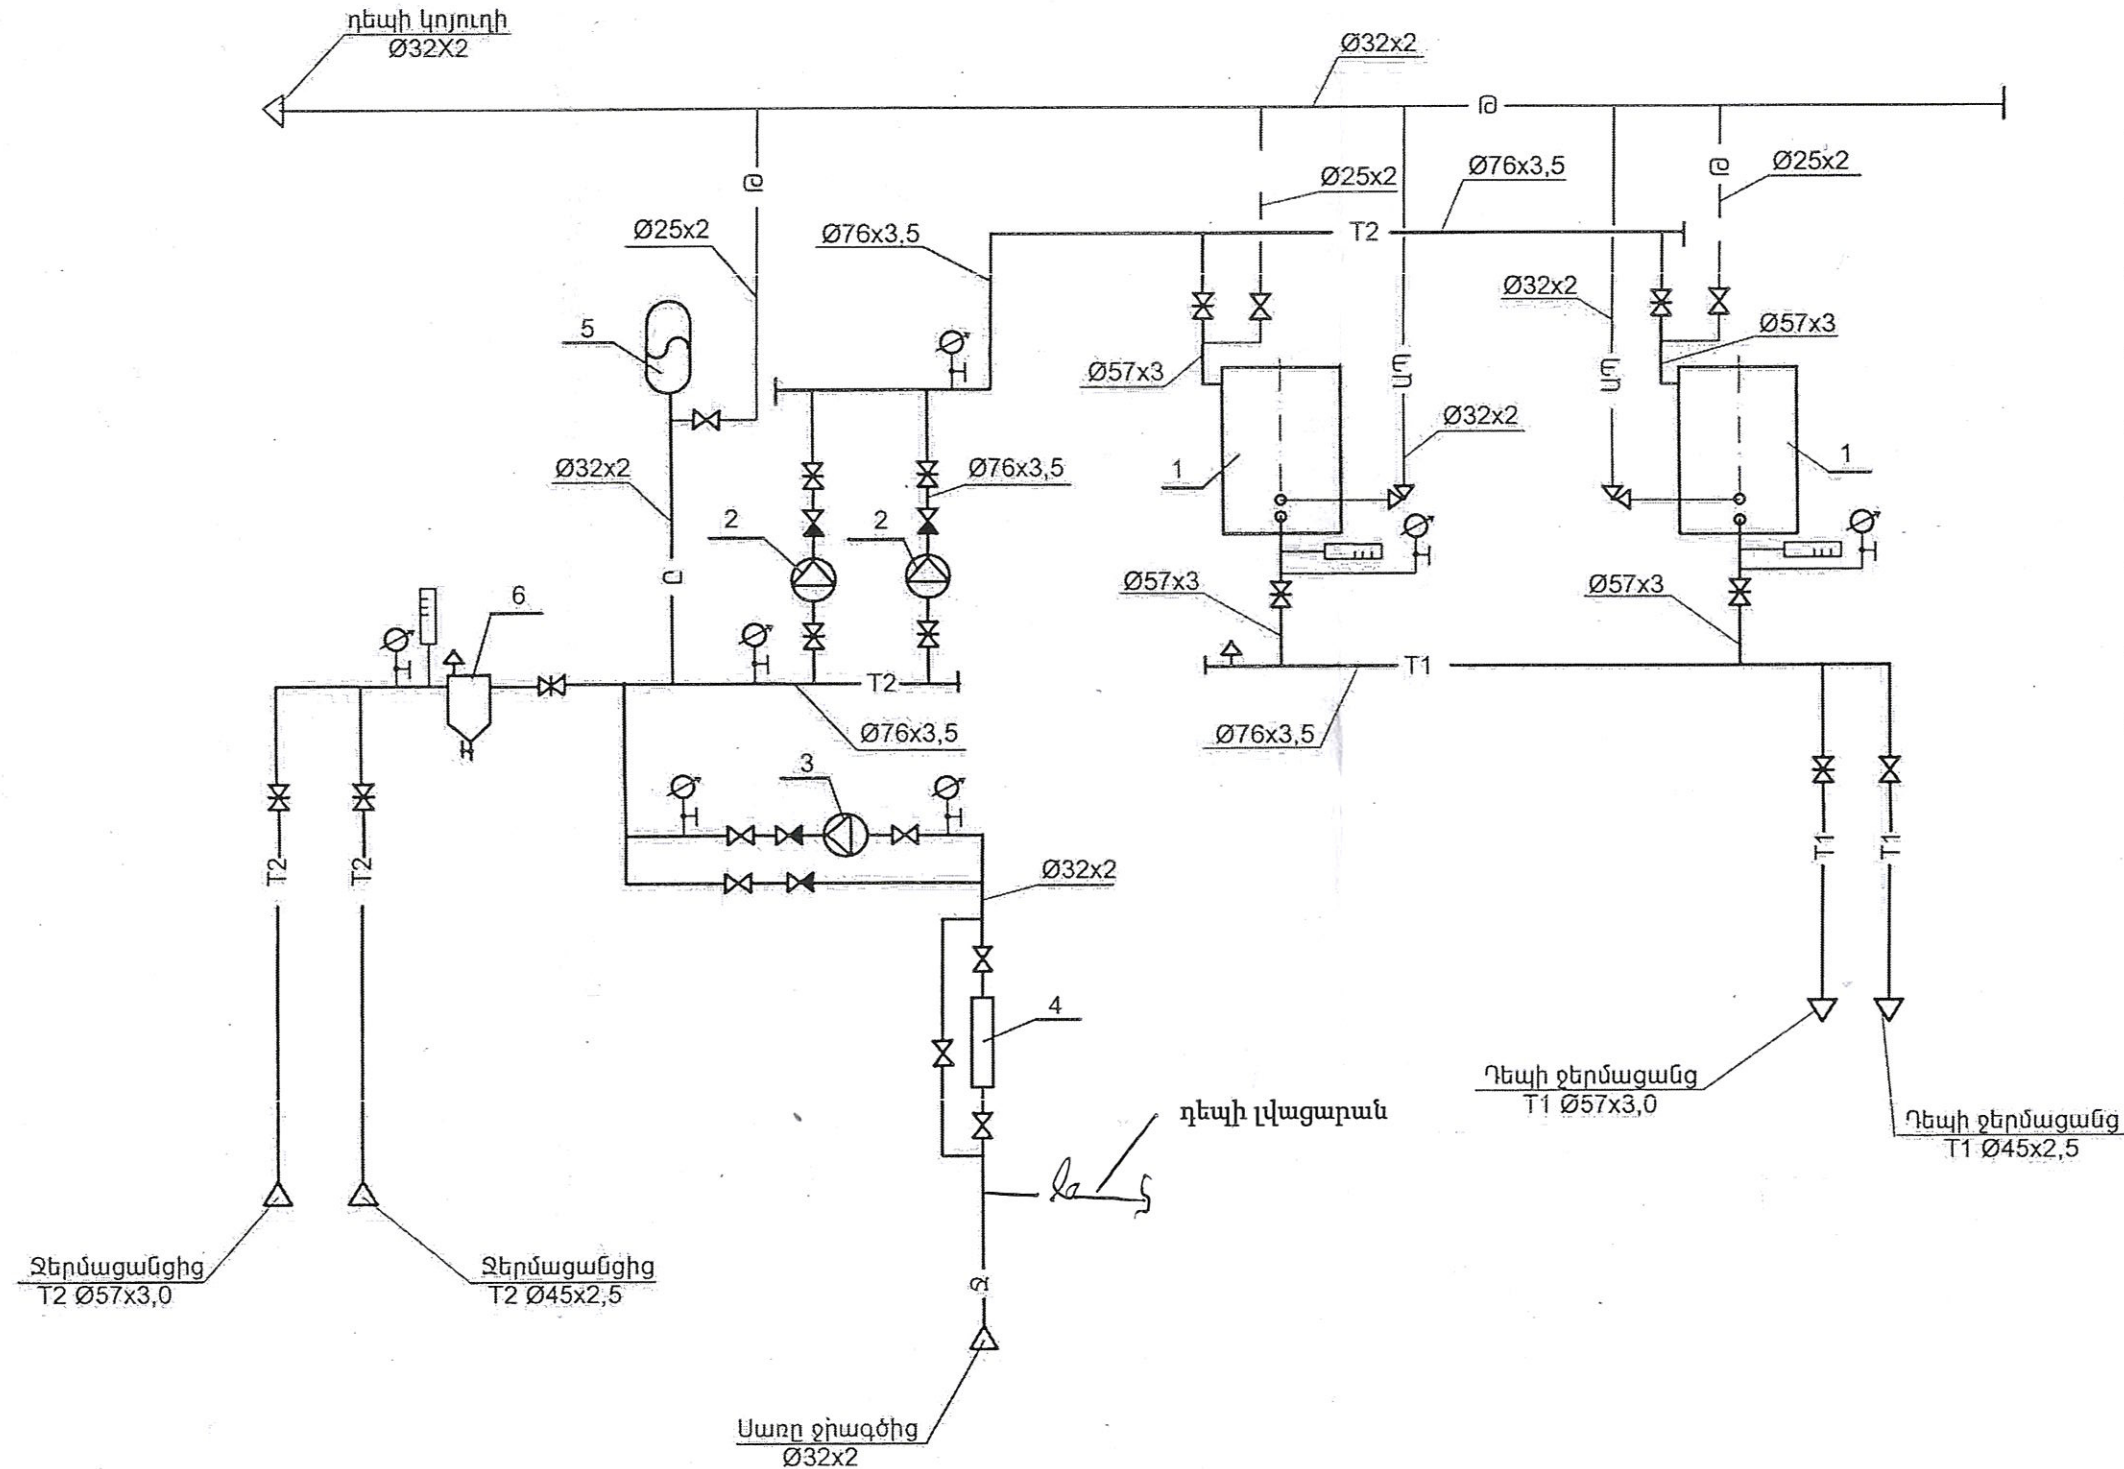 դեպի կոյուղի
Ø32X2
Ø32x2
Թ
Թ
Թ
Ø25x2
Ø76x3,5
Ø25x2
Ø25x2
Ø76x3,5
T2
Ø32x2
5
Ø57x3
Ø57x3
ՊԱ
ՊԱ
Ø32x2
Ø32x2
Ø76x3,5
1
1
2
2
Ø57x3
Ø57x3
6
T2
T1
Ø76x3,5
Ø76x3,5
3
T2
T2
T1
T1
Ø32x2
4
Դեպի ջերմացանց
T1 Ø57x3,0
դեպի լվացարան
Դեպի ջերմացանց
T1 Ø45x2,5
Ջերմացանցից
T2 Ø57x3,0
Ջերմացանցից
T2 Ø45x2,5
Ջ
Սառը ջրագծից
Ø32x2